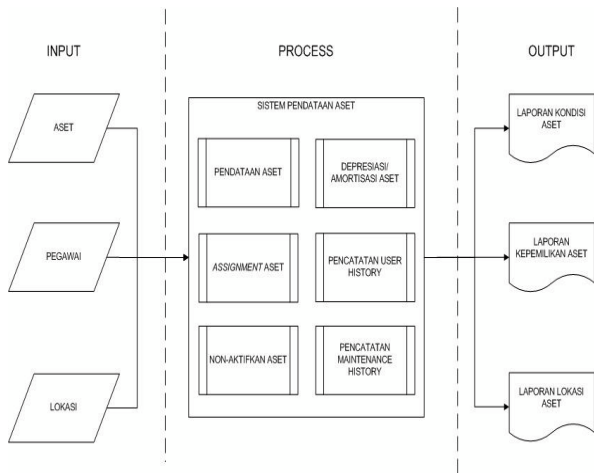 INPUT
PROCESS
OUTPUT
ASET
PEGAWAI
LOKASI
SISTEM PENDATAAN ASET
PENDATAAN ASET
DEPRESIASI/
AMORTISASI ASET
ASSIGNMENT ASET
PENCATATAN USER
HISTORY
NON-AKTIFKAN ASET
PENCATATAN
MAINTENANCE
HISTORY
LAPORAN KONDISI
ASET
LAPORAN
KEPEMILIKAN ASET
LAPORAN LOKASI
ASET